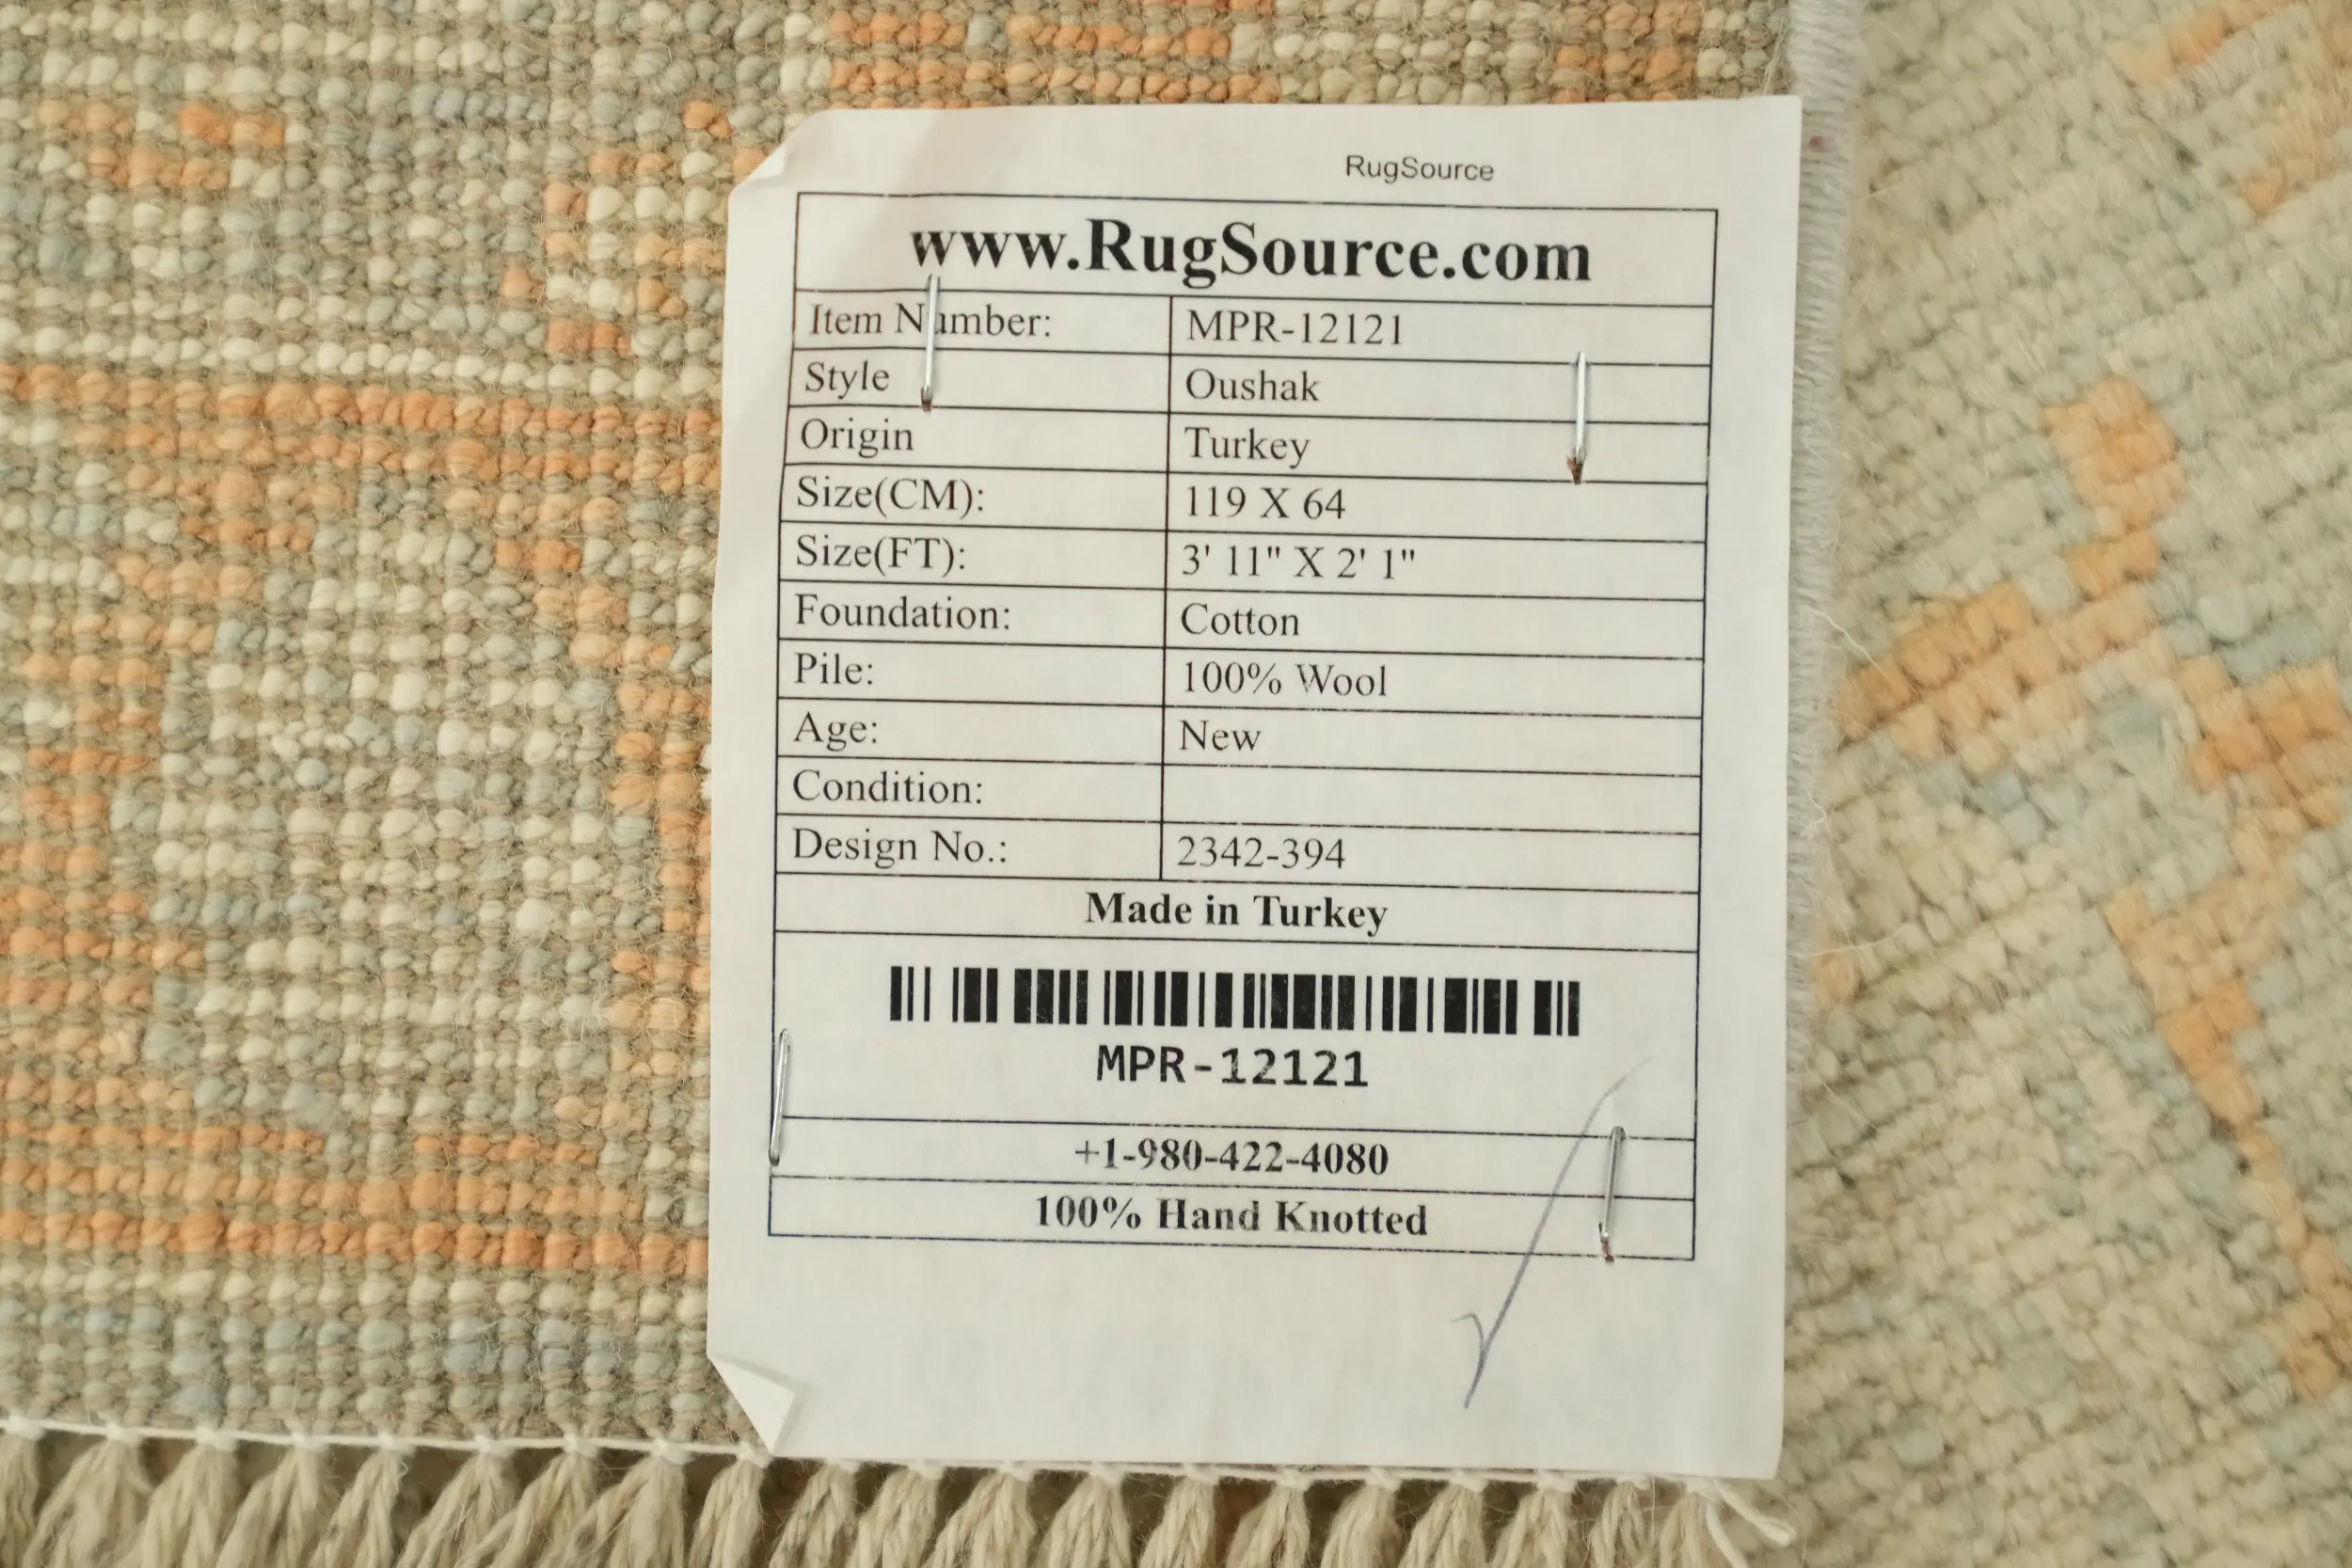 RugSource
www.RugSource.com
Item Number: MPR-12121
Style Oushak
Origin Turkey
Size(CM): 119 X 64
Size(FT): 3' 11" X 2' 1"
Foundation: Cotton
Pile: 100% Wool
Age: New
Condition:
Design No.: 2342-394
Made in Turkey
MPR-12121
+1-980-422-4080
100% Hand Knotted